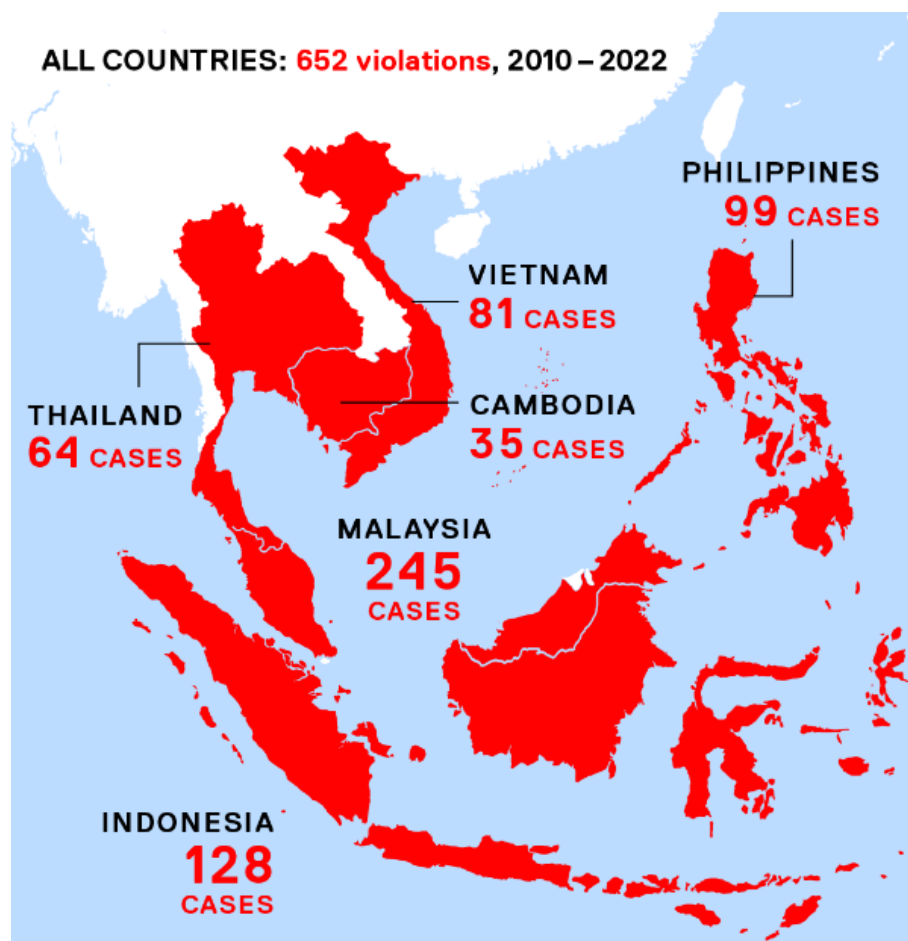 ALL COUNTRIES: 652 violations, 2010 – 2022
PHILIPPINES
99 CASES
VIETNAM
81 CASES
THAILAND
64 CASES
CAMBODIA
35 CASES
MALAYSIA
245
CASES
INDONESIA
128
CASES